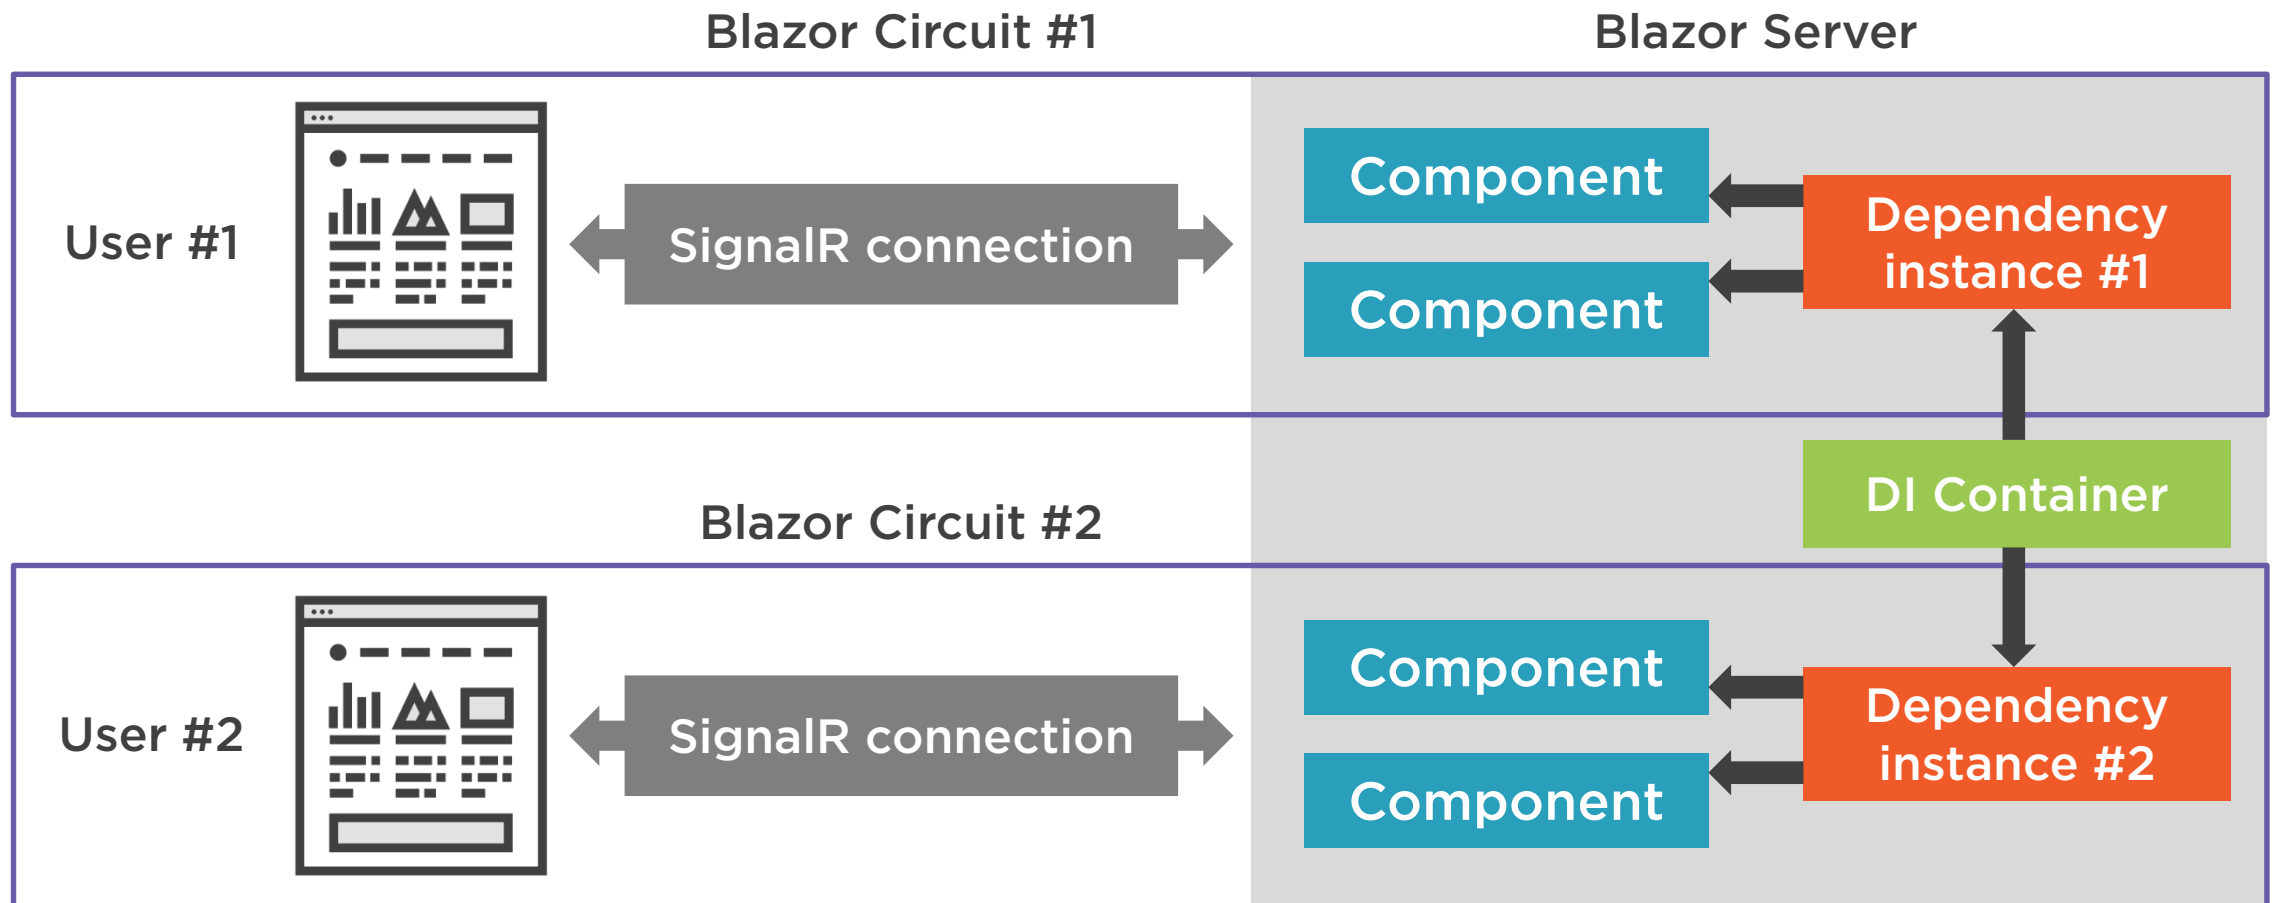 Blazor Circuit #1
Blazor Server
User #1
SignalR connection
Component
Component
Dependency
instance #1
DI Container
Blazor Circuit #2
User #2
SignalR connection
Component
Component
Dependency
instance #2